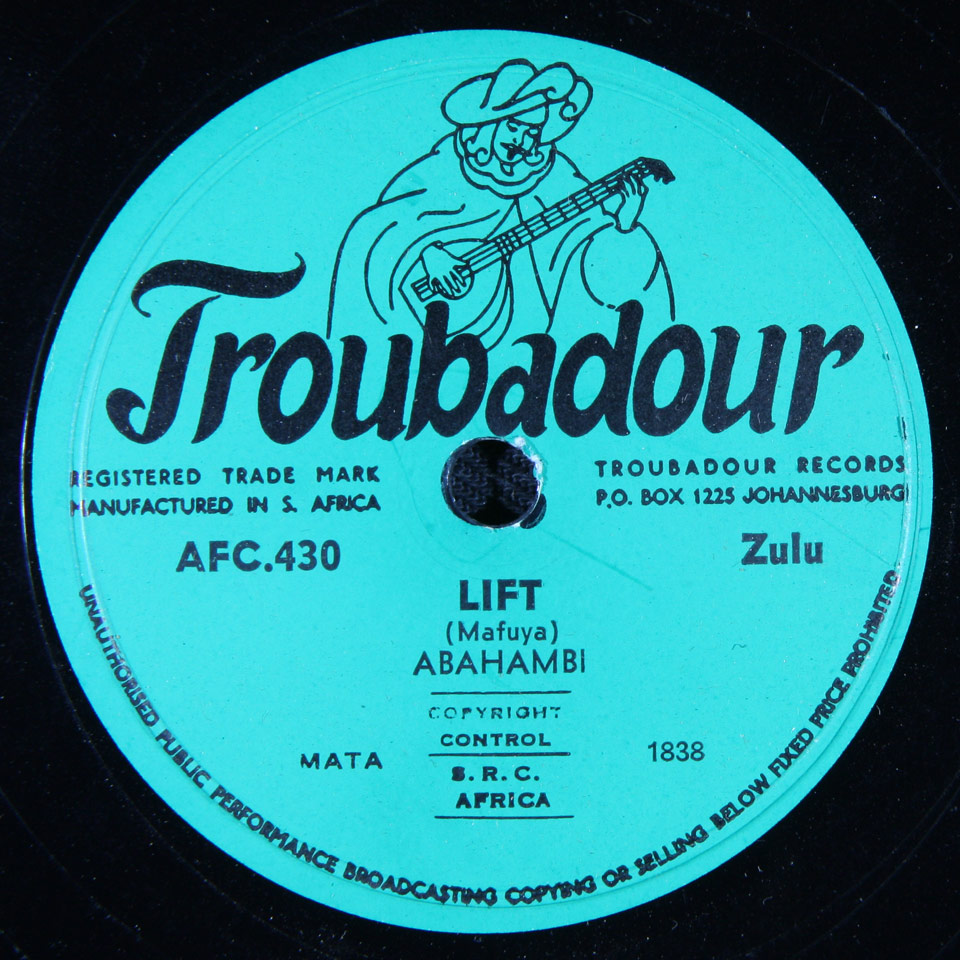 Troubadour
REGISTERED TRADE MARK
MANUFACTURED IN S. AFRICA
TROUBADOUR RECORDS
P.O. BOX 1225 JOHANNESBURG
AFC.430
Zulu
LIFT
(Mafuya)
ABAHAMBI
COPYRIGHT
CONTROL
MATA
1838
S. R. C.
AFRICA
UNAUTHORISED PUBLIC PERFORMANCE BROADCASTING COPYING OR SELLING BELOW FIXED PRICE PROHIBITED